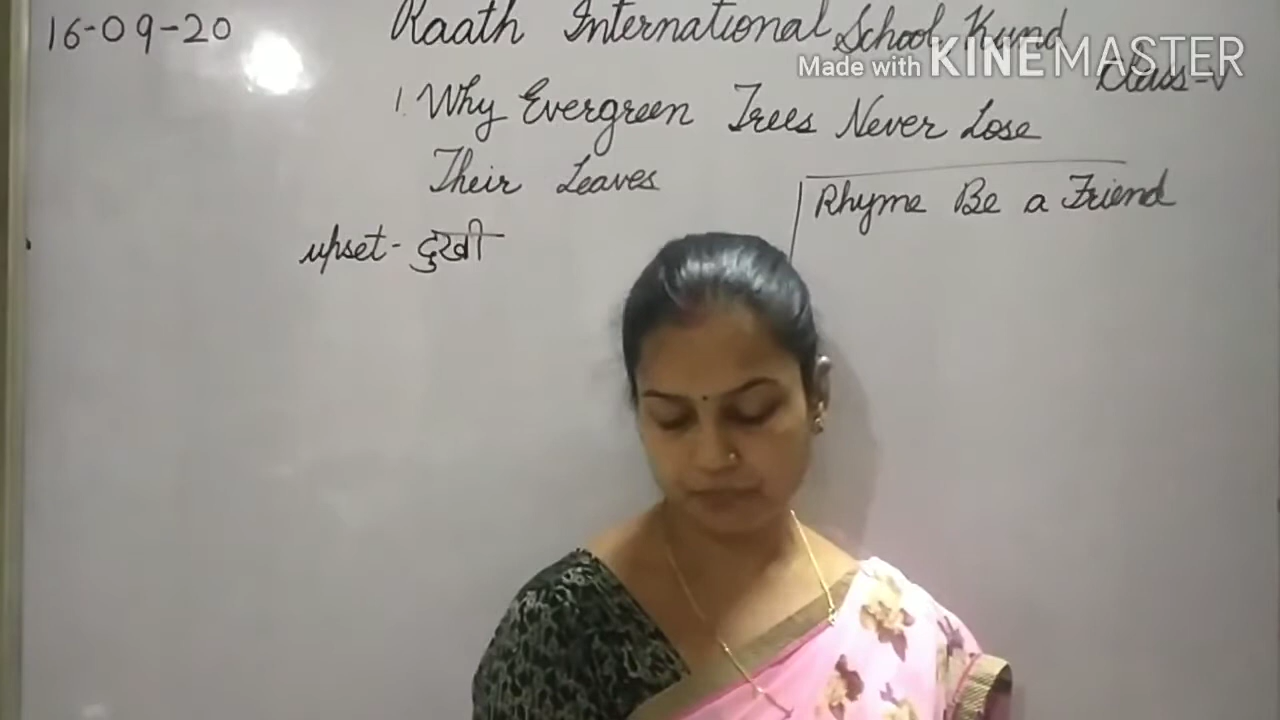 16-09-20
Raath International School, Kund
Made with KINEMASTER
Class-V
1. Why Evergreen Trees Never Lose
Their Leaves
Rhyme Be a Friend
upset- दुखी